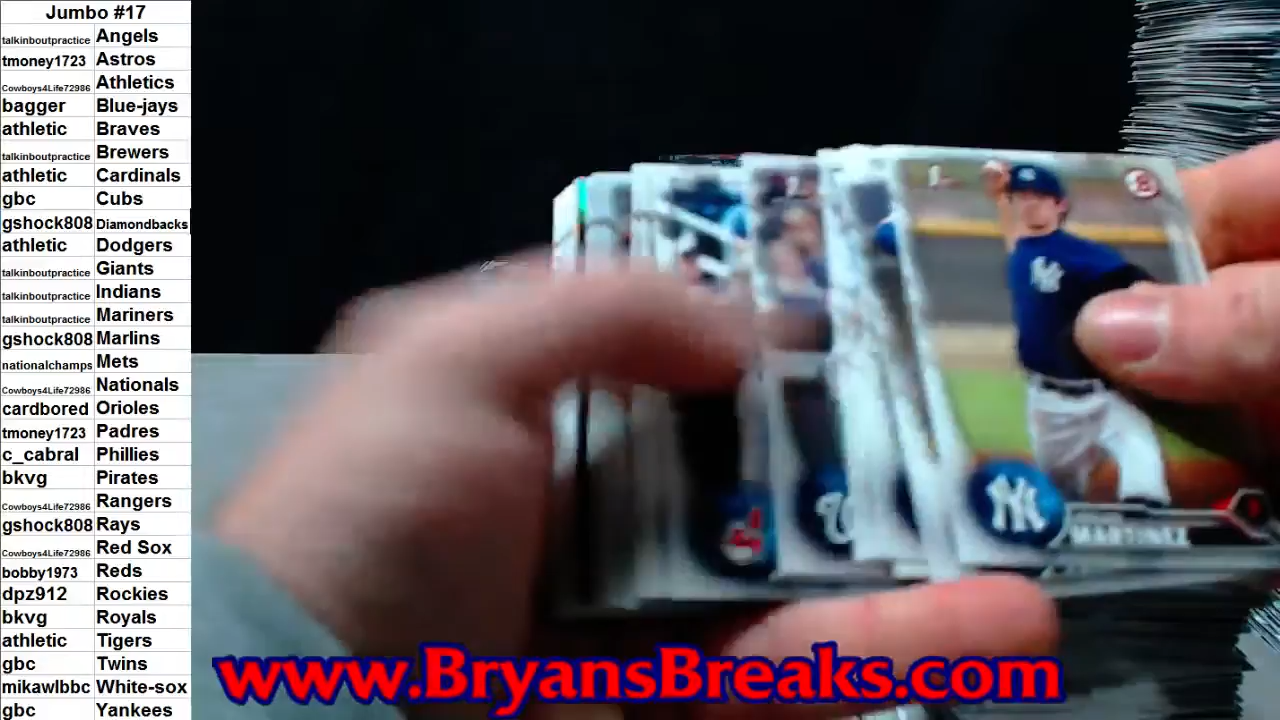 Jumbo #17
talkinboutpractice Angels
tmoney1723 Astros
Cowboys4Life72986 Athletics
bagger Blue-jays
athletic Braves
talkinboutpractice Brewers
athletic Cardinals
gbc Cubs
gshock808 Diamondbacks
athletic Dodgers
talkinboutpractice Giants
talkinboutpractice Indians
talkinboutpractice Mariners
gshock808 Marlins
nationalchamps Mets
Cowboys4Life72986 Nationals
cardbored Orioles
tmoney1723 Padres
c_cabral Phillies
bkvg Pirates
Cowboys4Life72986 Rangers
gshock808 Rays
Cowboys4Life72986 Red Sox
bobby1973 Reds
dpz912 Rockies
bkvg Royals
athletic Tigers
gbc Twins
mikawlbbc White-sox
gbc Yankees
NY
NY
MARTINEZ
www.BryansBreaks.com